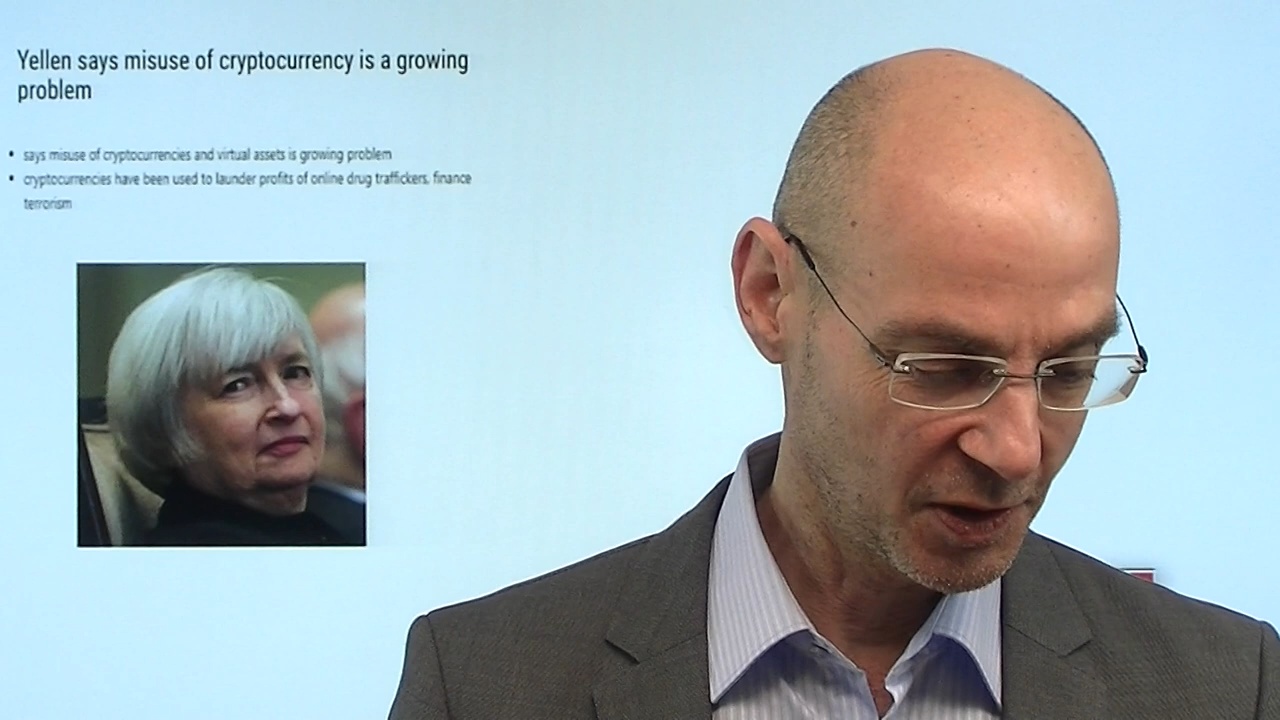 Yellen says misuse of cryptocurrency is a growing
problem
• says misuse of cryptocurrencies and virtual assets is growing problem
• cryptocurrencies have been used to launder profits of online drug traffickers, finance
terrorism